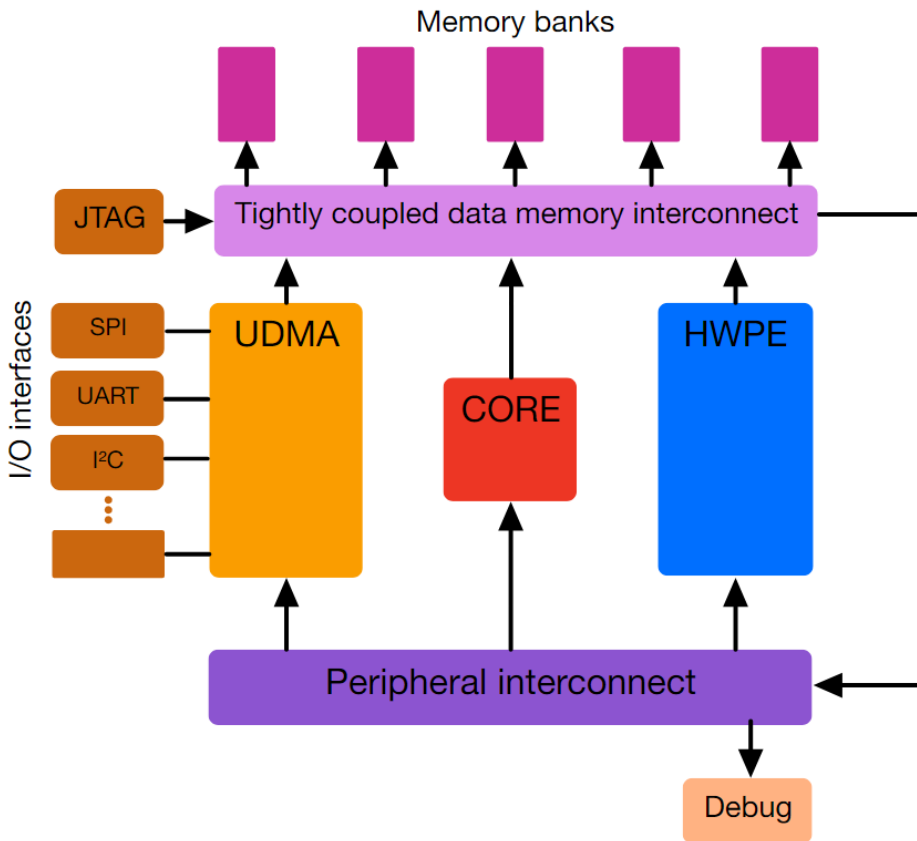 Memory banks
JTAG
Tightly coupled data memory interconnect
I/O interfaces
SPI
UART
I²C
UDMA
CORE
HWPE
Peripheral interconnect
Debug